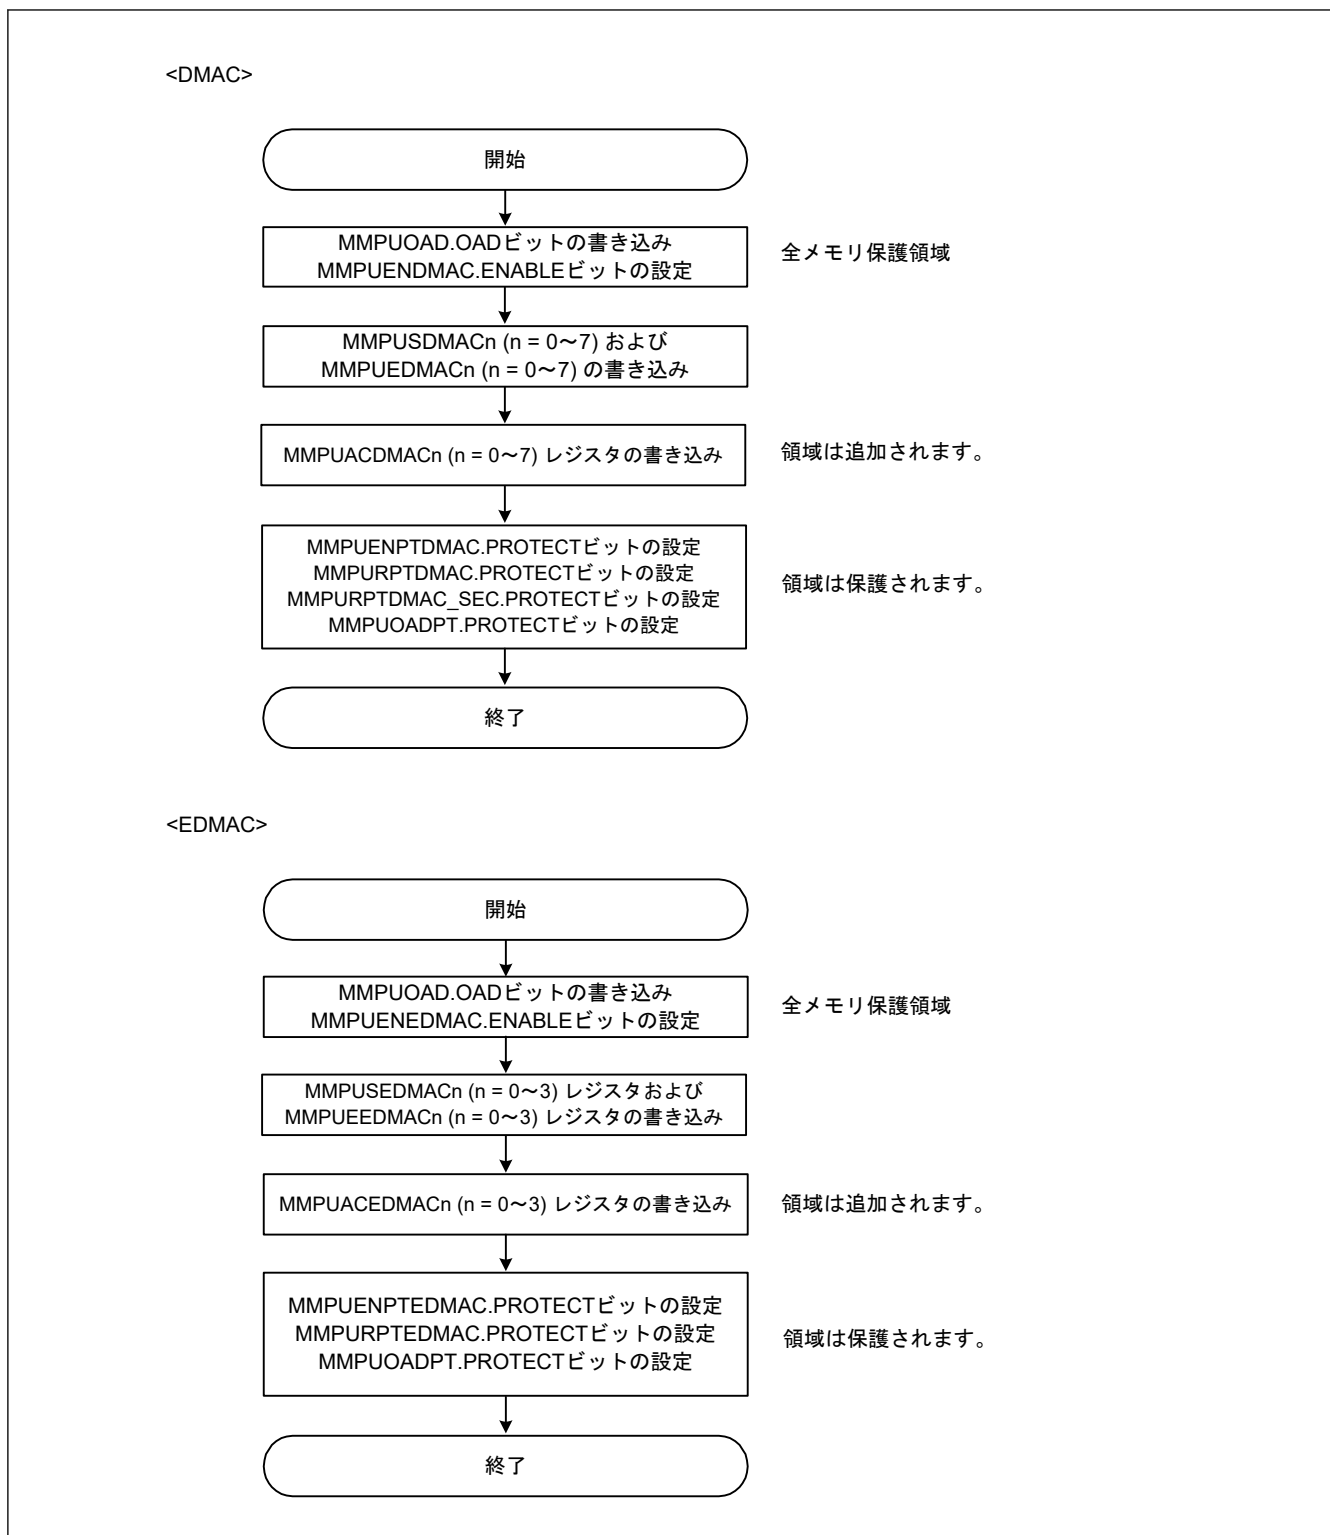 <DMAC>
開始
MMPUOAD.OADビットの書き込み
MMPUENDMAC.ENABLEビットの設定
全メモリ保護領域
MMPUSDMACn (n = 0～7) および
MMPUEDMACn (n = 0～7) の書き込み
MMPUACDMACn (n = 0～7) レジスタの書き込み
領域は追加されます。
MMPUENPTDMAC.PROTECTビットの設定
MMPURPTDMAC.PROTECTビットの設定
MMPURPTDMAC_SEC.PROTECTビットの設定
MMPUOADPT.PROTECTビットの設定
領域は保護されます。
終了
<EDMAC>
開始
MMPUOAD.OADビットの書き込み
MMPUENEDMAC.ENABLEビットの設定
全メモリ保護領域
MMPUSEDMACn (n = 0～3) レジスタおよび
MMPUEEDMACn (n = 0～3) レジスタの書き込み
MMPUACEDMACn (n = 0～3) レジスタの書き込み
領域は追加されます。
MMPUENPTEDMAC.PROTECTビットの設定
MMPURPTEDMAC.PROTECTビットの設定
MMPUOADPT.PROTECTビットの設定
領域は保護されます。
終了